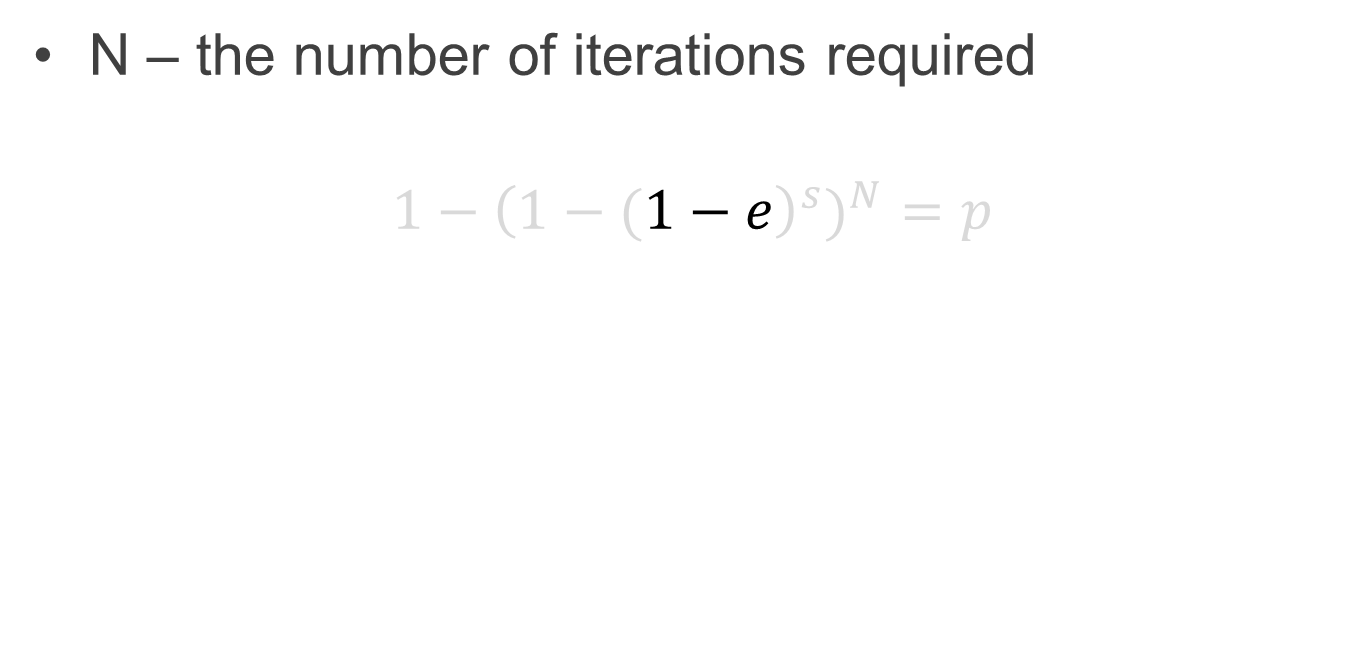 • N – the number of iterations required
1 − (1 − (1 − e)ˢ)ᴺ = p